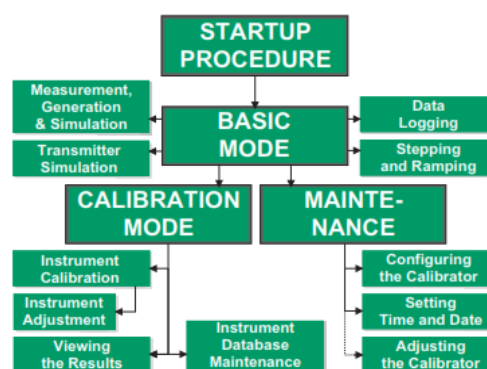 STARTUP
PROCEDURE
Measurement,
Generation
& Simulation
BASIC
MODE
Data
Logging
Transmitter
Simulation
Stepping
and Ramping
CALIBRATION
MODE
MAINTE-
NANCE
Instrument
Calibration
Configuring
the Calibrator
Instrument
Adjustment
Setting
Time and Date
Viewing
the Results
Instrument
Database
Maintenance
Adjusting
the Calibrator